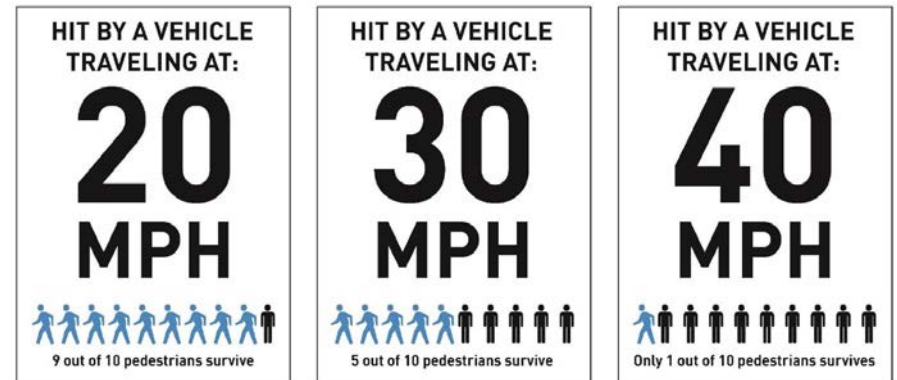 HIT BY A VEHICLE
TRAVELING AT:
20
MPH
9 out of 10 pedestrians survive
HIT BY A VEHICLE
TRAVELING AT:
30
MPH
5 out of 10 pedestrians survive
HIT BY A VEHICLE
TRAVELING AT:
40
MPH
Only 1 out of 10 pedestrians survives